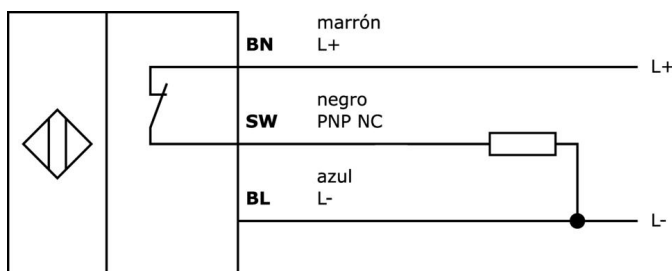 marrón
BN L+
L+
negro
SW PNP NC
azul
BL L-
L-